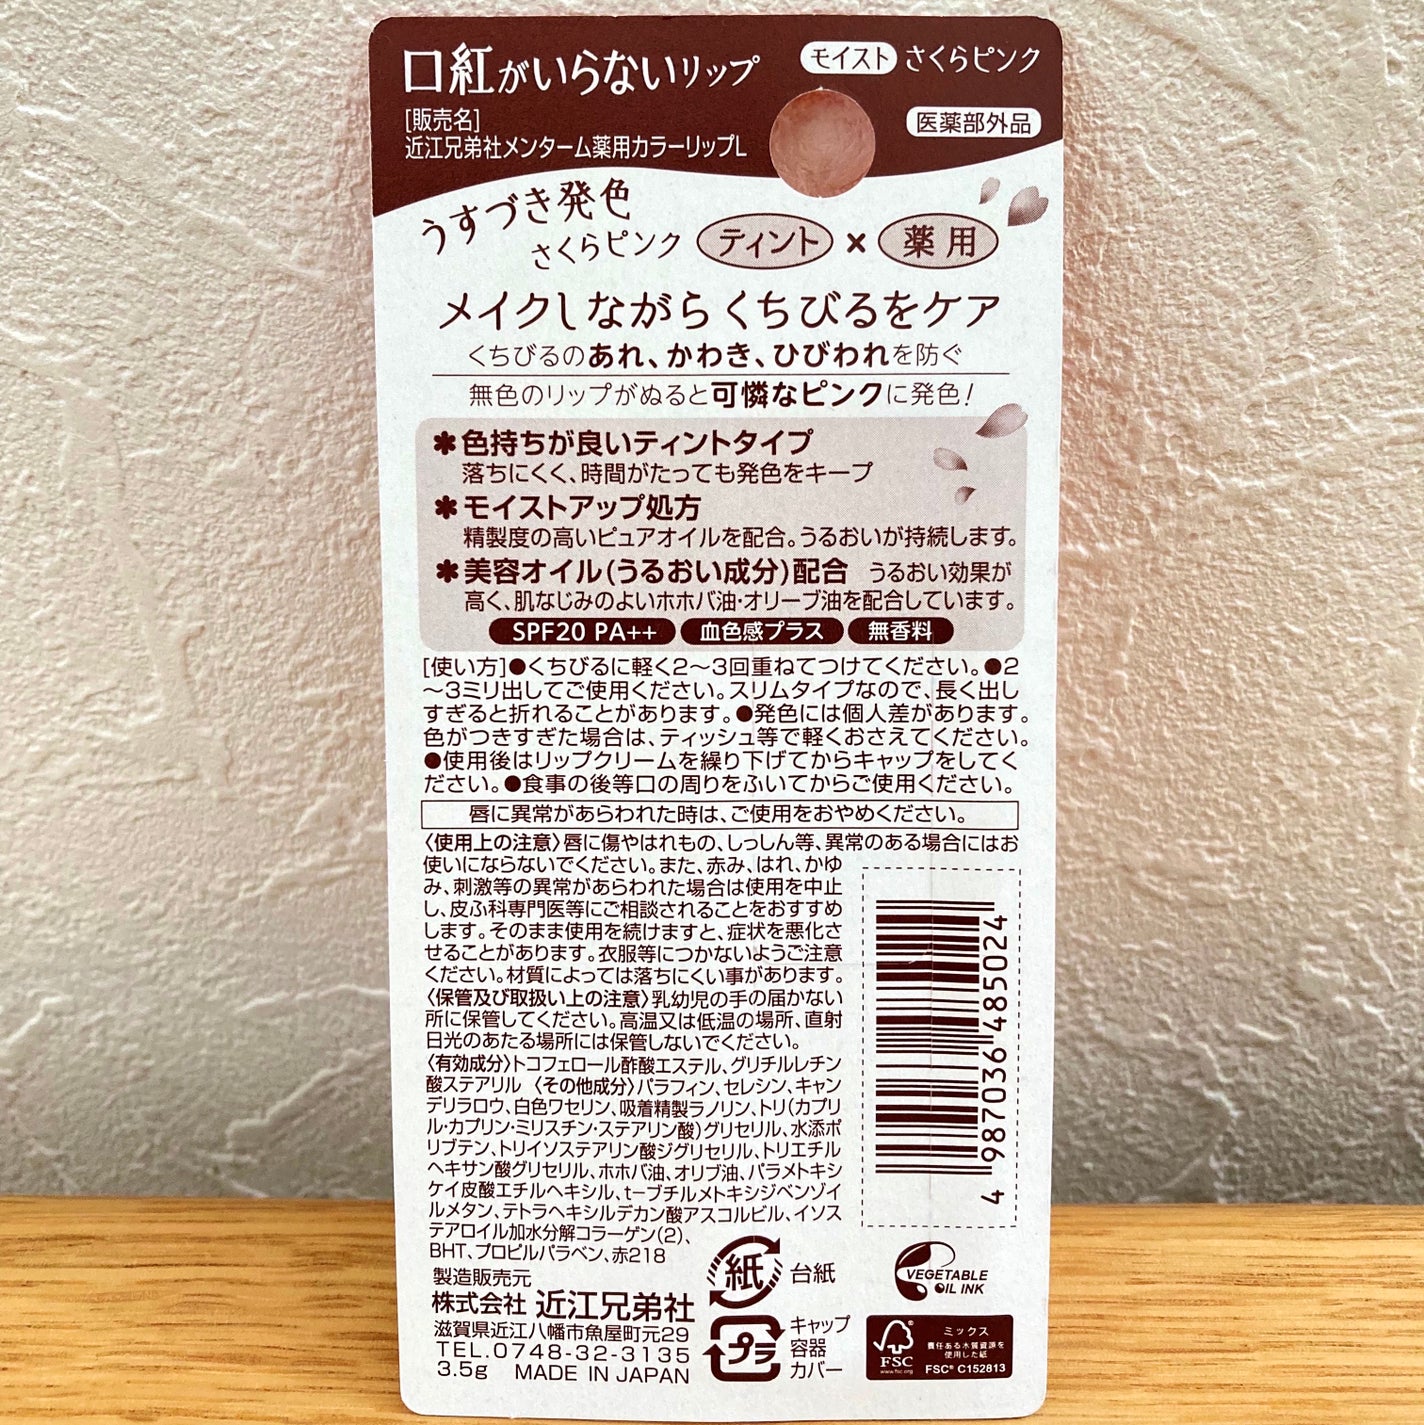 口紅がいらないリップ
モイスト さくらピンク
[販売名]
近江兄弟社メンターム薬用カラーリップL
医薬部外品
うすづき発色
さくらピンク ティント × 薬用
メイクしながらくちびるをケア
くちびるのあれ、かわき、ひびわれを防ぐ
無色のリップがぬると可憐なピンクに発色!
✽色持ちが良いティントタイプ
落ちにくく、時間がたっても発色をキープ
✽モイストアップ処方
精製度の高いピュアオイルを配合。うるおいが持続します。
✽美容オイル(うるおい成分)配合 うるおい効果が
高く、肌なじみのよいホホバ油・オリーブ油を配合しています。
SPF20 PA++ 血色感プラス 無香料
[使い方]●くちびるに軽く2〜3回重ねてつけてください。●2
〜3ミリ出してご使用ください。スリムタイプなので、長く出し
すぎると折れることがあります。●発色には個人差があります。
色がつきすぎた場合は、ティッシュ等で軽くおさえてください。
●使用後はリップクリームを繰り下げてからキャップをしてく
ださい。●食事の後等口の周りをふいてからご使用ください。
唇に異常があらわれた時は、ご使用をおやめください。
〈使用上の注意〉唇に傷やはれもの、しっしん等、異常のある場合にはお
使いにならないでください。また、赤み、はれ、かゆ
み、刺激等の異常があらわれた場合は使用を中止
し、皮ふ科専門医等にご相談されることをおすすめ
します。そのまま使用を続けますと、症状を悪化さ
せることがあります。衣服等につかないようご注意
ください。材質によっては落ちにくい事があります。
〈保管及び取扱い上の注意〉乳幼児の手の届かない
所に保管してください。高温又は低温の場所、直射
日光のあたる場所には保管しないでください。
〈有効成分〉トコフェロール酢酸エステル、グリチルレチン
酸ステアリル 〈その他成分〉パラフィン、セレシン、キャン
デリラロウ、白色ワセリン、吸着精製ラノリン、トリ(カプリ
ル・カプリン・ミリスチン・ステアリン酸)グリセリル、水添ポ
リブテン、トリイソステアリン酸ジグリセリル、トリエチル
ヘキサン酸グリセリル、ホホバ油、オリブ油、パラメトキシ
ケイ皮酸エチルヘキシル、t-ブチルメトキシジベンゾイ
ルメタン、テトラヘキシルデカン酸アスコルビル、イソス
テアロイル加水分解コラーゲン(2)、
BHT、プロピルパラベン、赤218
4 987036 485024
製造販売元
株式会社 近江兄弟社
滋賀県近江八幡市魚屋町元29
TEL.0748-32-3135
3.5g MADE IN JAPAN
紙 台紙
プラ キャップ
容器
カバー
VEGETABLE
OIL INK
FSC
www.fsc.org
ミックス
責任ある木質資源を
使用した紙
FSC® C152813